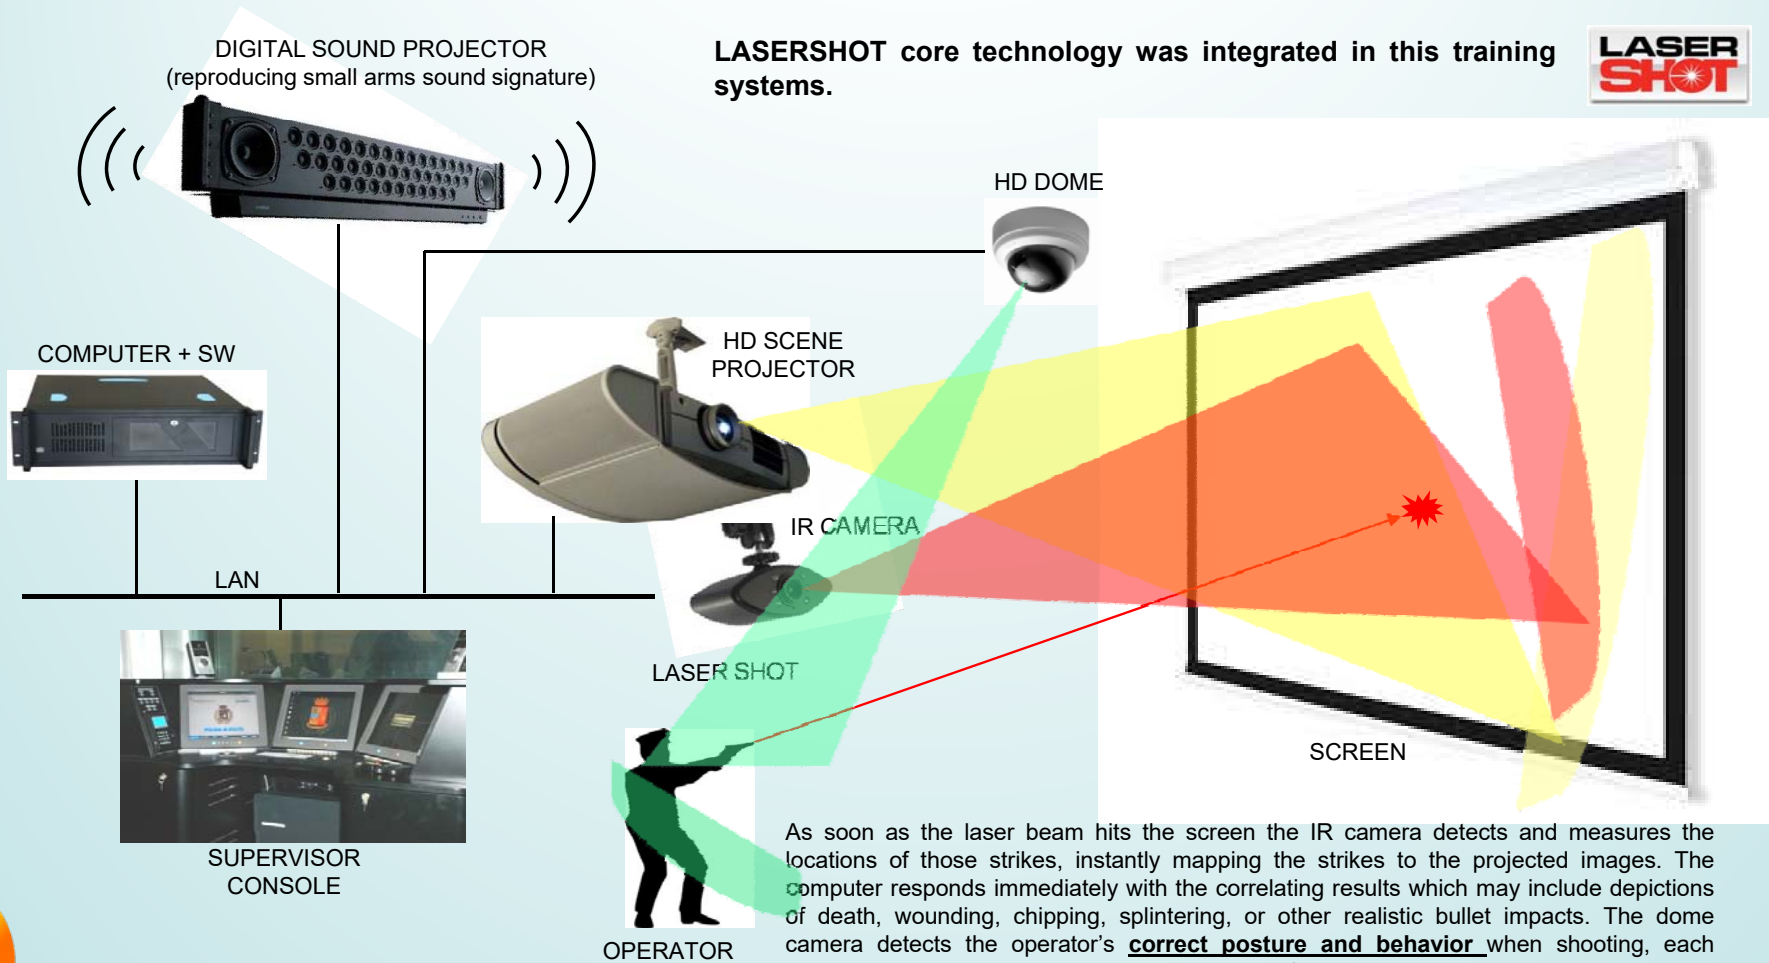 DIGITAL SOUND PROJECTOR
(reproducing small arms sound signature)
LASERSHOT core technology was integrated in this training
systems.
LASER
SHOT
HD DOME
HD SCENE
PROJECTOR
COMPUTER + SW
IR CAMERA
LAN
LASER SHOT
SCREEN
SUPERVISOR
CONSOLE
OPERATOR
As soon as the laser beam hits the screen the IR camera detects and measures the
locations of those strikes, instantly mapping the strikes to the projected images. The
computer responds immediately with the correlating results which may include depictions
of death, wounding, chipping, splintering, or other realistic bullet impacts. The dome
camera detects the operator's correct posture and behavior when shooting, each